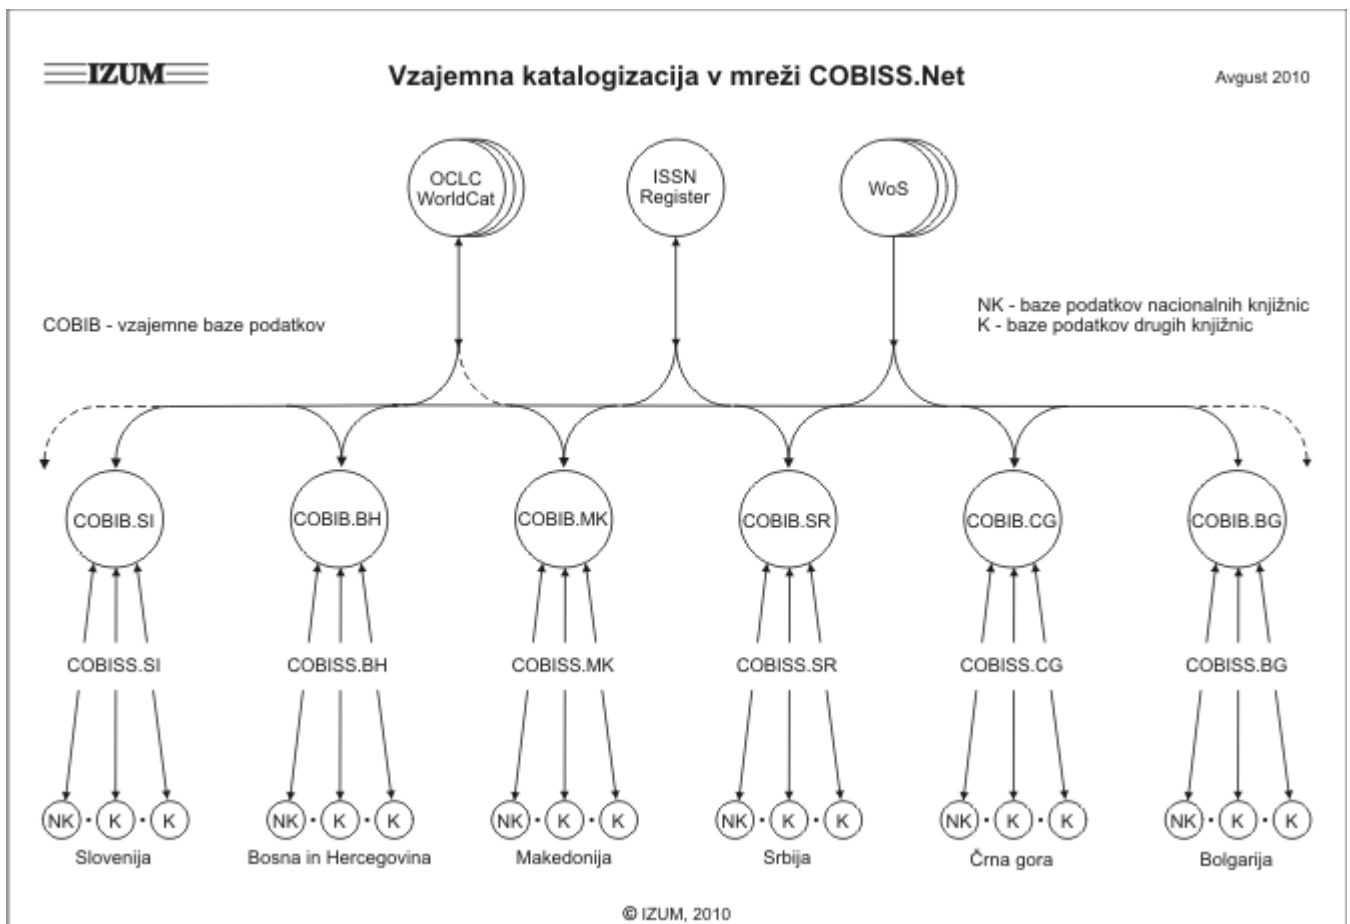 IZUM
Vzajemna katalogizacija v mreži COBISS.Net
Avgust 2010
OCLC
WorldCat
ISSN
Register
WoS
COBIB - vzajemne baze podatkov
NK - baze podatkov nacionalnih knjižnic
K - baze podatkov drugih knjižnic
COBIB.SI
COBIB.BH
COBIB.MK
COBIB.SR
COBIB.CG
COBIB.BG
COBISS.SI
COBISS.BH
COBISS.MK
COBISS.SR
COBISS.CG
COBISS.BG
NK • K • K
NK • K • K
NK • K • K
NK • K • K
NK • K • K
NK • K • K
Slovenija
Bosna in Hercegovina
Makedonija
Srbija
Črna gora
Bolgarija
© IZUM, 2010